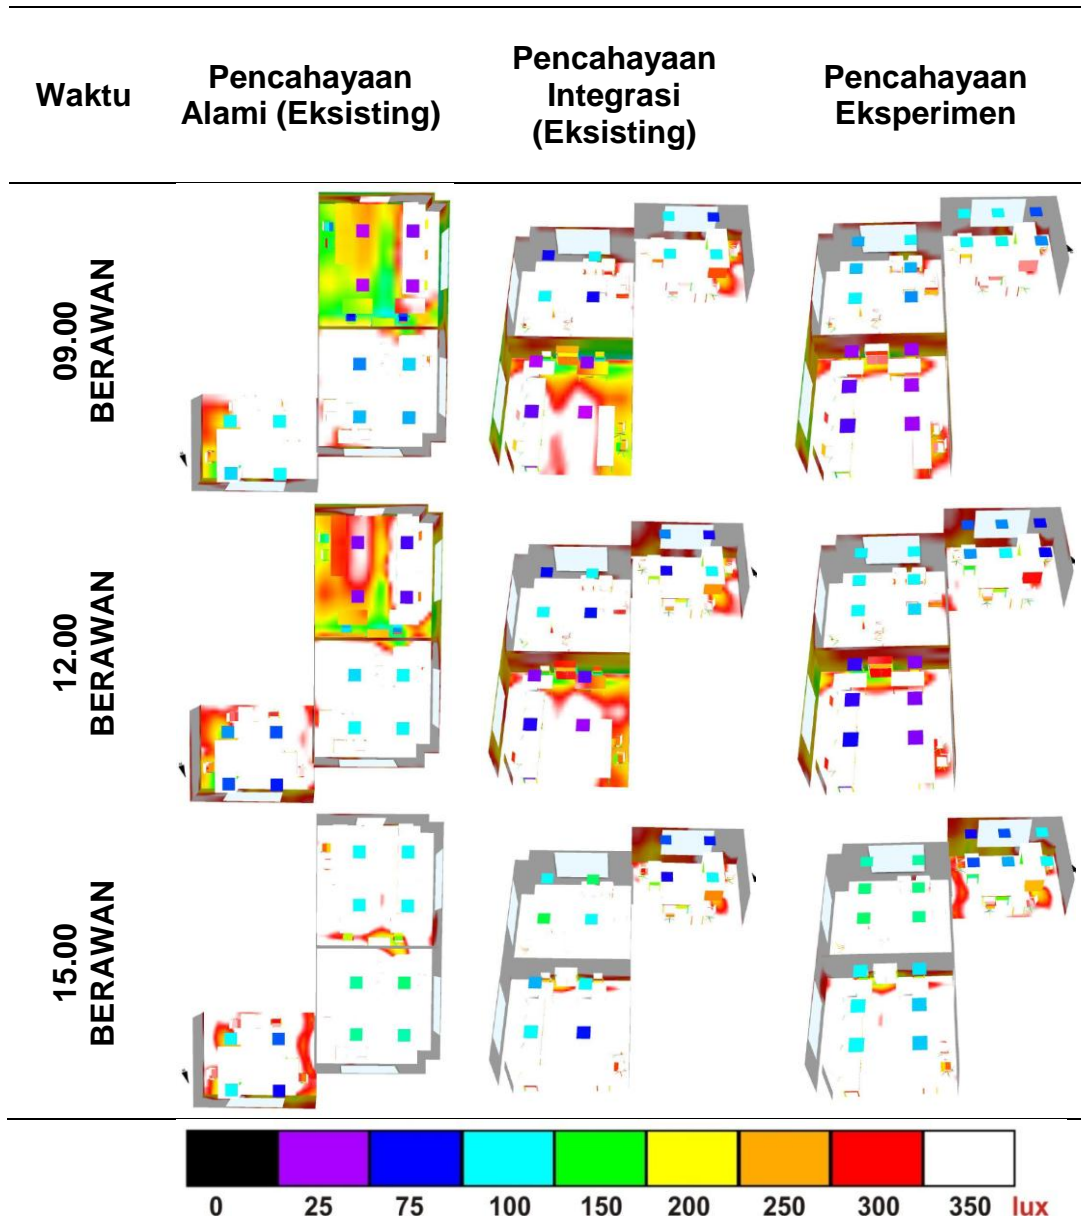 Waktu
Pencahayaan
Alami (Eksisting)
Pencahayaan
Integrasi
(Eksisting)
Pencahayaan
Eksperimen
09.00
BERAWAN
12.00
BERAWAN
15.00
BERAWAN
0 25 75 100 150 200 250 300 350 lux